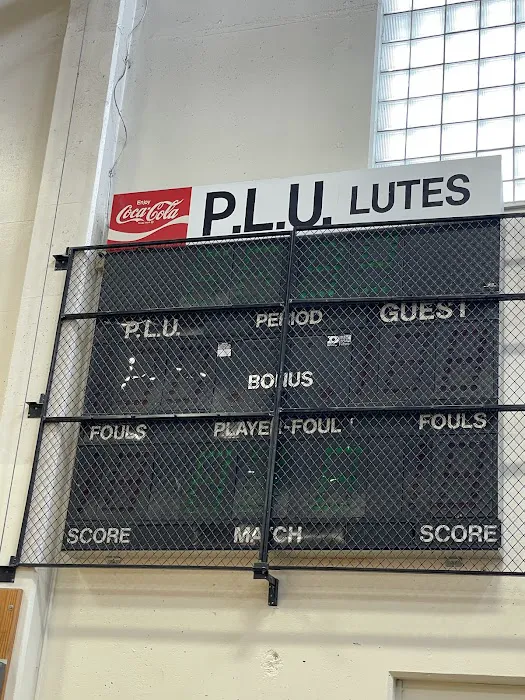 Enjoy
Coca-Cola
P.L.U. LUTES
P.L.U. PERIOD GUEST
BONUS
FOULS PLAYER-FOUL FOULS
SCORE MATCH SCORE